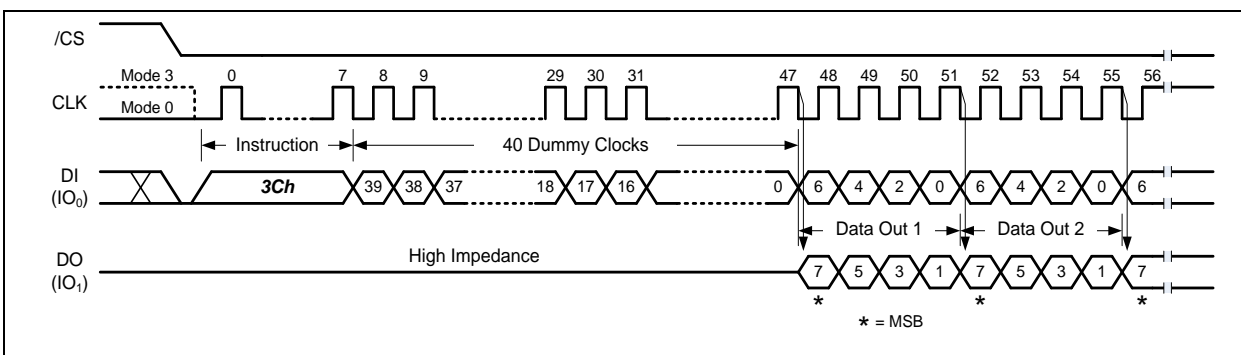 /CS
Mode 3 0 7 8 9 29 30 31 47 48 49 50 51 52 53 54 55 56
CLK
Mode 0
Instruction 40 Dummy Clocks
DI
(IO0)
3Ch 39 38 37 18 17 16 0 6 4 2 0 6 4 2 0 6
Data Out 1 Data Out 2
High Impedance
DO
(IO1)
7 5 3 1 7 5 3 1 7
* * *
* = MSB